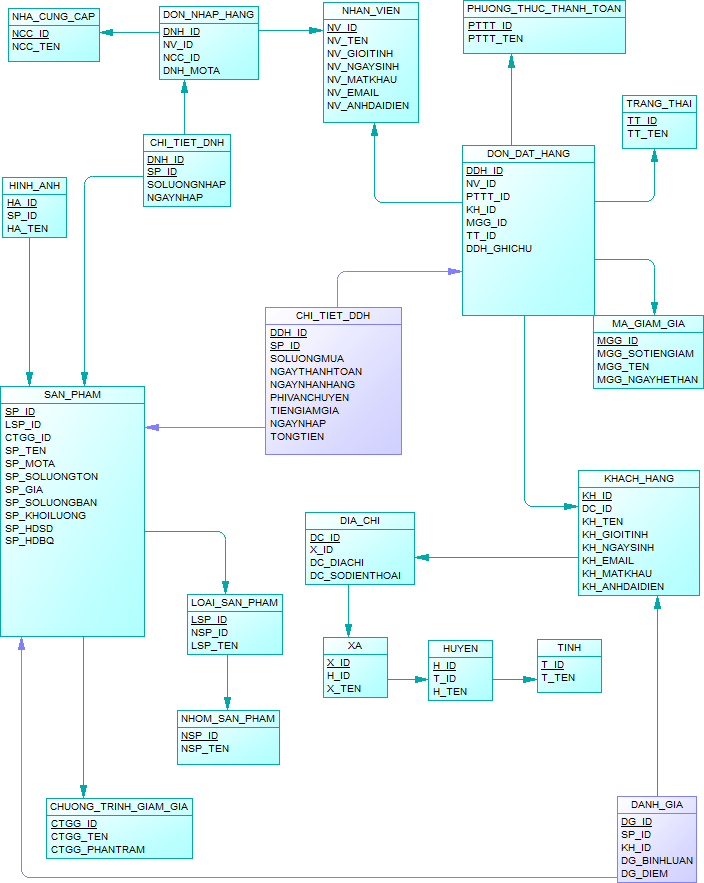 NHA_CUNG_CAP
NCC_ID
NCC_TEN
DON_NHAP_HANG
DNH_ID
NV_ID
NCC_ID
DNH_MOTA
NHAN_VIEN
NV_ID
NV_TEN
NV_GIOITINH
NV_NGAYSINH
NV_MATKHAU
NV_EMAIL
NV_ANHDAIDIEN
PHUONG_THUC_THANH_TOAN
PTTT_ID
PTTT_TEN
TRANG_THAI
TT_ID
TT_TEN
CHI_TIET_DNH
DNH_ID
SP_ID
SOLUONGNHAP
NGAYNHAP
DON_DAT_HANG
DDH_ID
NV_ID
PTTT_ID
KH_ID
MGG_ID
TT_ID
DDH_GHICHU
HINH_ANH
HA_ID
SP_ID
HA_TEN
CHI_TIET_DDH
DDH_ID
SP_ID
SOLUONGMUA
NGAYTHANHTOAN
NGAYNHANHANG
PHIVANCHUYEN
TIENGIAMGIA
NGAYNHAP
TONGTIEN
MA_GIAM_GIA
MGG_ID
MGG_SOTIENGIAM
MGG_TEN
MGG_NGAYHETHAN
SAN_PHAM
SP_ID
LSP_ID
CTGG_ID
SP_TEN
SP_MOTA
SP_SOLUONGTON
SP_GIA
SP_SOLUONGBAN
SP_KHOILUONG
SP_HDSD
SP_HDBQ
KHACH_HANG
KH_ID
DC_ID
KH_TEN
KH_GIOITINH
KH_NGAYSINH
KH_EMAIL
KH_MATKHAU
KH_ANHDAIDIEN
DIA_CHI
DC_ID
X_ID
DC_DIACHI
DC_SODIENTHOAI
LOAI_SAN_PHAM
LSP_ID
NSP_ID
LSP_TEN
XA
X_ID
H_ID
X_TEN
HUYEN
H_ID
T_ID
H_TEN
TINH
T_ID
T_TEN
NHOM_SAN_PHAM
NSP_ID
NSP_TEN
CHUONG_TRINH_GIAM_GIA
CTGG_ID
CTGG_TEN
CTGG_PHANTRAM
DANH_GIA
DG_ID
SP_ID
KH_ID
DG_BINHLUAN
DG_DIEM